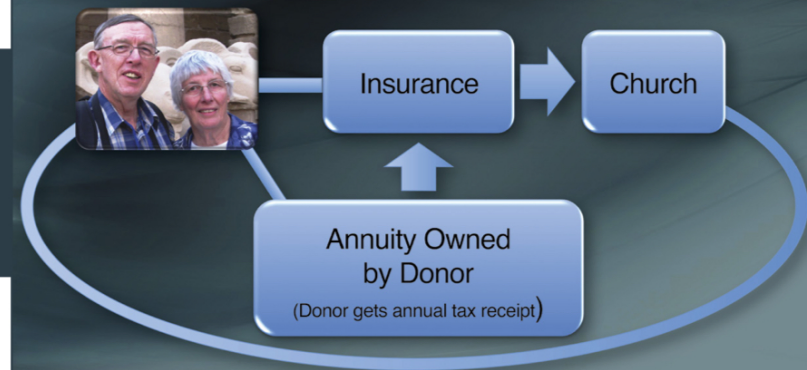 Insurance
Church
Annuity Owned
by Donor
(Donor gets annual tax receipt)